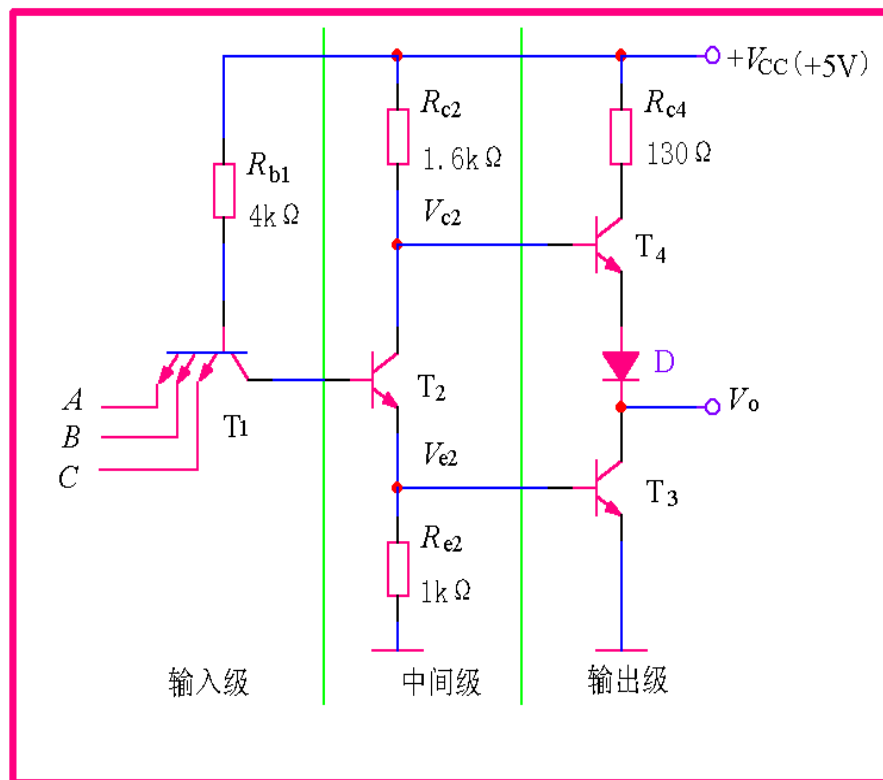 +VCC(+5V)
Rc2
1.6kΩ
Rc4
130Ω
Rb1
4kΩ
Vc2
T4
D
A
B
C
T1
T2
Vo
Ve2
T3
Re2
1kΩ
输入级
中间级
输出级